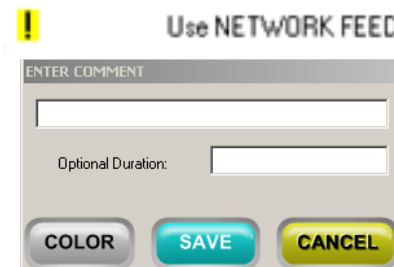 ! Use NETWORK FEED
ENTER COMMENT
Optional Duration:
COLOR SAVE CANCEL